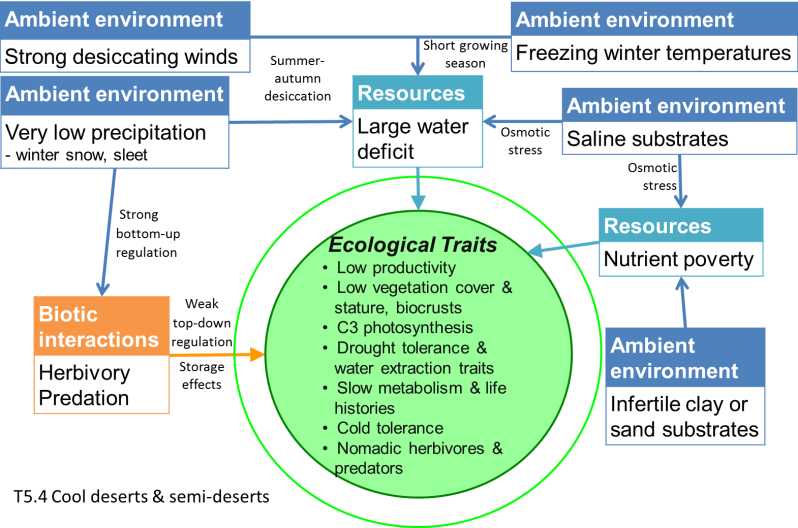 Ambient environment
Strong desiccating winds
Ambient environment
Freezing winter temperatures
Summer-
autumn
desiccation
Short growing
season
Ambient environment
Very low precipitation
- winter snow, sleet
Resources
Large water
deficit
Osmotic
stress
Ambient environment
Saline substrates
Osmotic
stress
Strong
bottom-up
regulation
Resources
Nutrient poverty
Ecological Traits
• Low productivity
• Low vegetation cover &
stature, biocrusts
• C3 photosynthesis
• Drought tolerance &
water extraction traits
• Slow metabolism & life
histories
• Cold tolerance
• Nomadic herbivores &
predators
Biotic
interactions
Herbivory
Predation
Weak
top-down
regulation
Storage
effects
Ambient
environment
Infertile clay or
sand substrates
T5.4 Cool deserts & semi-deserts